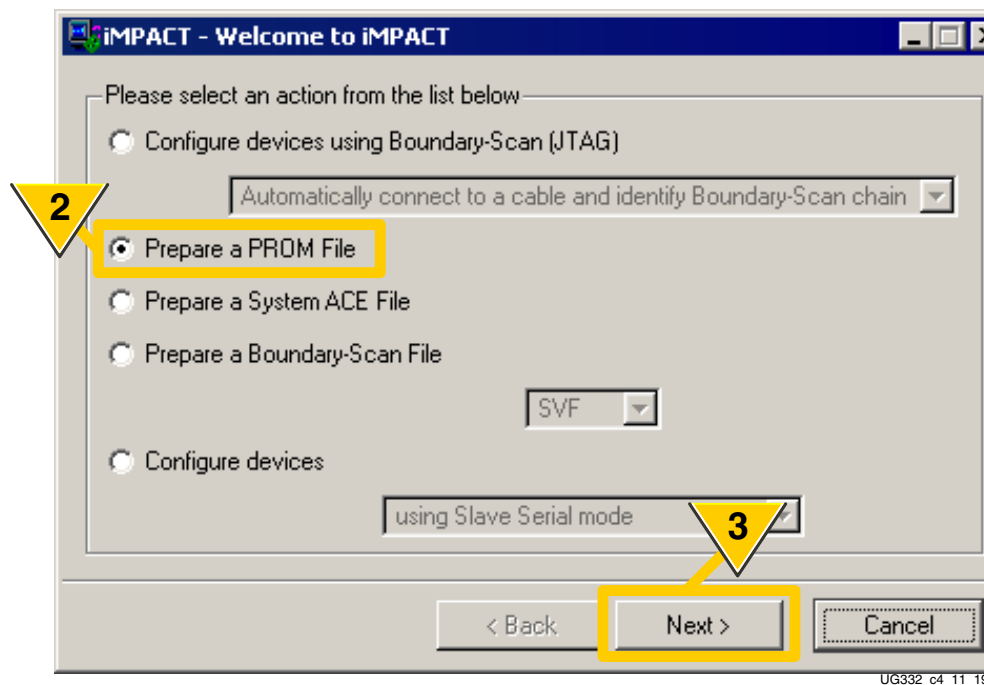 iMPACT - Welcome to iMPACT
Please select an action from the list below
Configure devices using Boundary-Scan (JTAG)
Automatically connect to a cable and identify Boundary-Scan chain
2
Prepare a PROM File
Prepare a System ACE File
Prepare a Boundary-Scan File
SVF
Configure devices
using Slave Serial mode
3
< Back
Next >
Cancel
UG332_c4_11_19